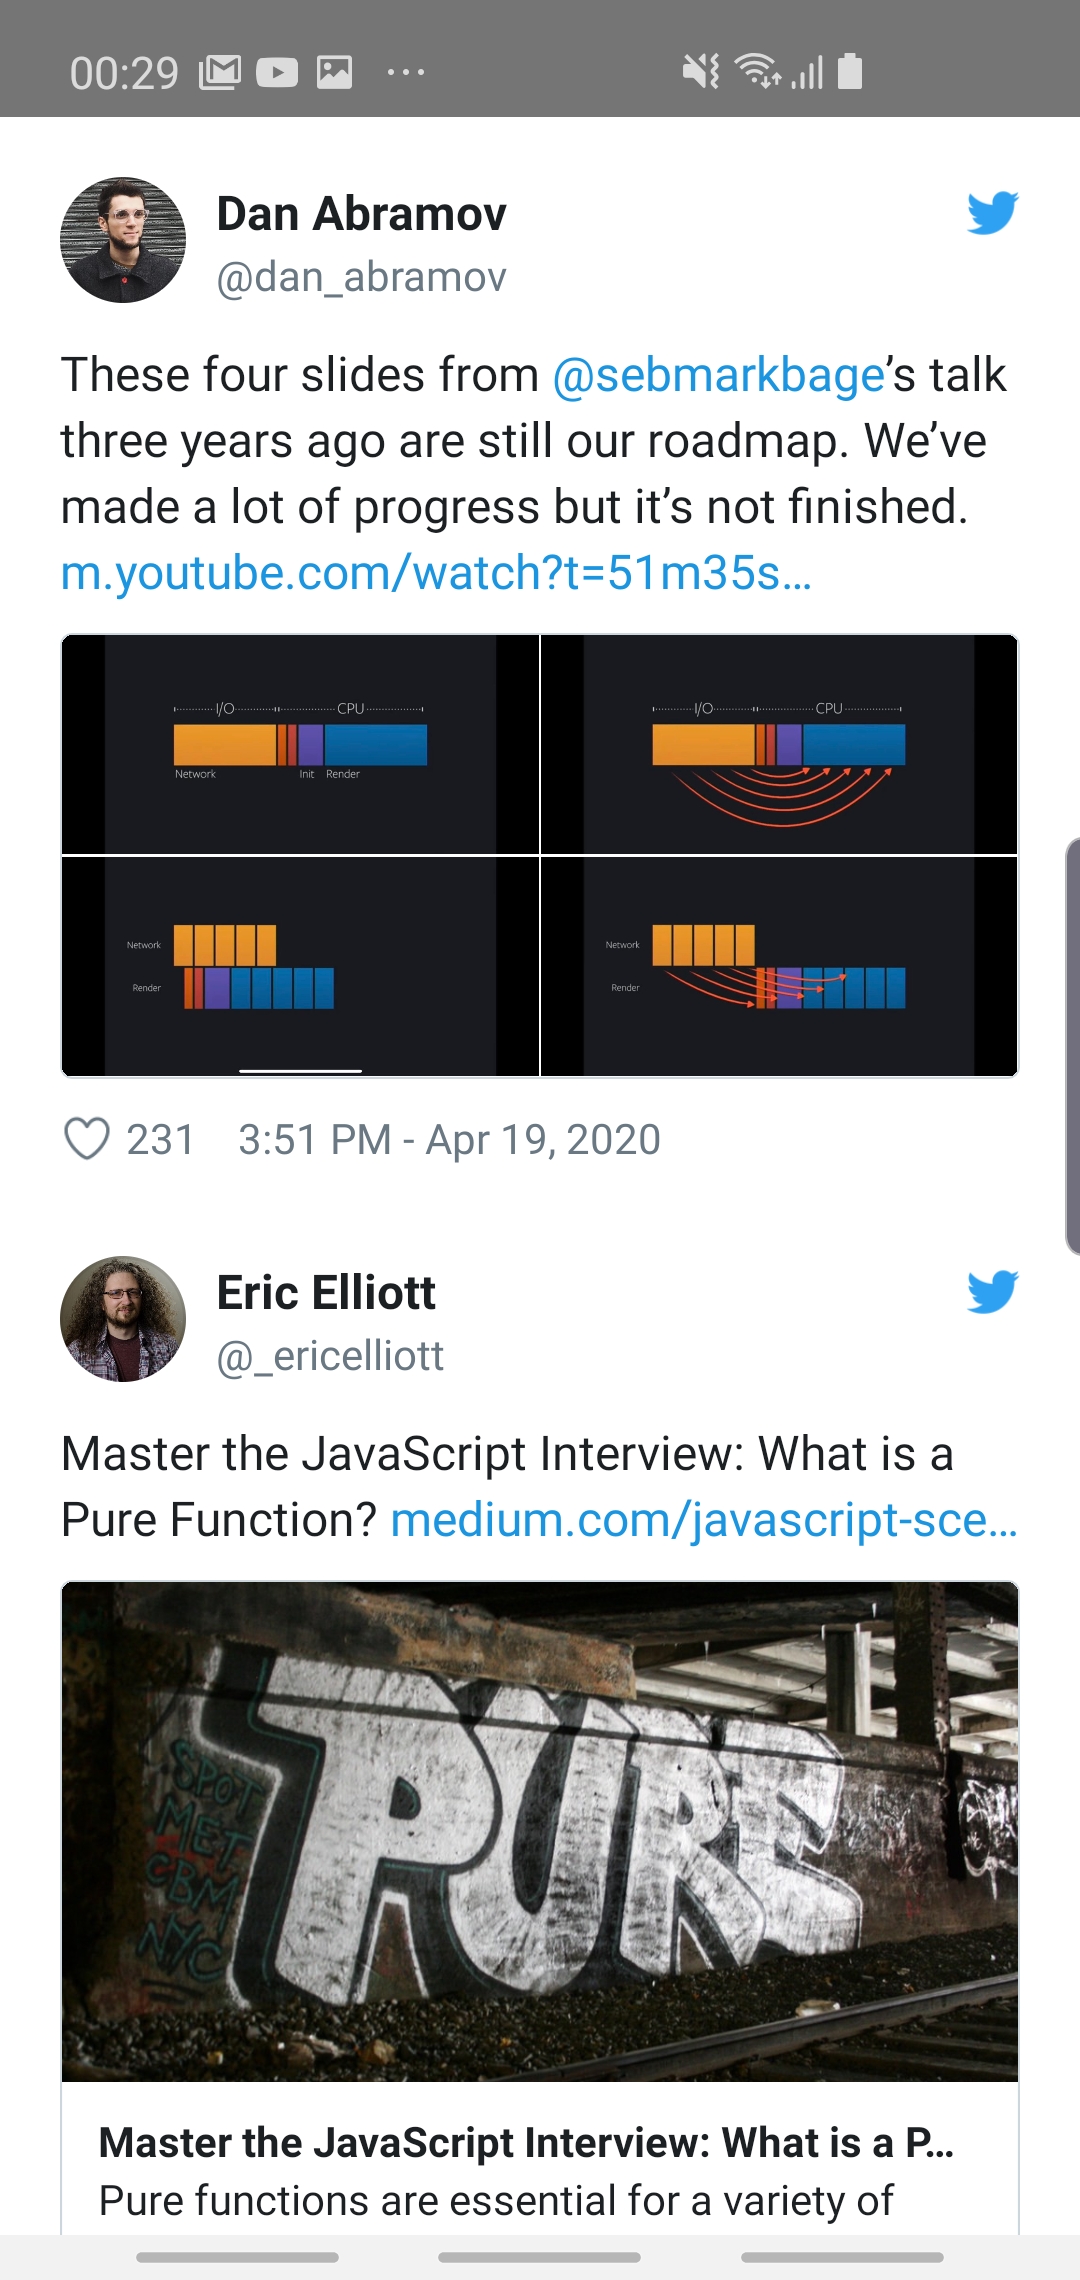 00:29
Dan Abramov
@dan_abramov
These four slides from @sebmarkbage’s talk
three years ago are still our roadmap. We’ve
made a lot of progress but it’s not finished.
m.youtube.com/watch?t=51m35s…
I/O CPU
Network Init Render
I/O CPU
Network
Render
Network
Render
231 3:51 PM - Apr 19, 2020
Eric Elliott
@_ericelliott
Master the JavaScript Interview: What is a
Pure Function? medium.com/javascript-sce…
PURE
SPOT
MET
CBM
NYC
Master the JavaScript Interview: What is a P…
Pure functions are essential for a variety of